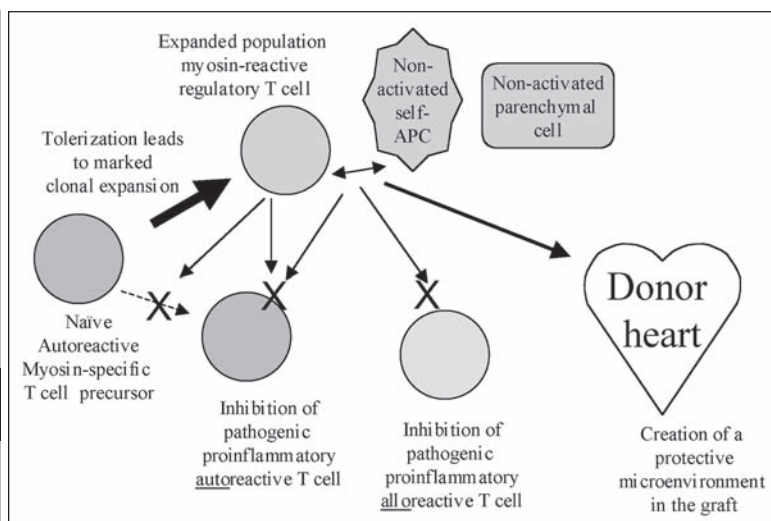 Expanded population
myosin-reactive
regulatory T cell
Non-
activated
self-
APC
Non-activated
parenchymal
cell
Tolerization leads
to marked
clonal expansion
X
X
X
Donor
heart
Naïve
Autoreactive
Myosin-specific
T cell precursor
Inhibition of
pathogenic
proinflammatory
autoreactive T cell
Inhibition of
pathogenic
proinflammatory
alloreactive T cell
Creation of a
protective
microenvironment
in the graft